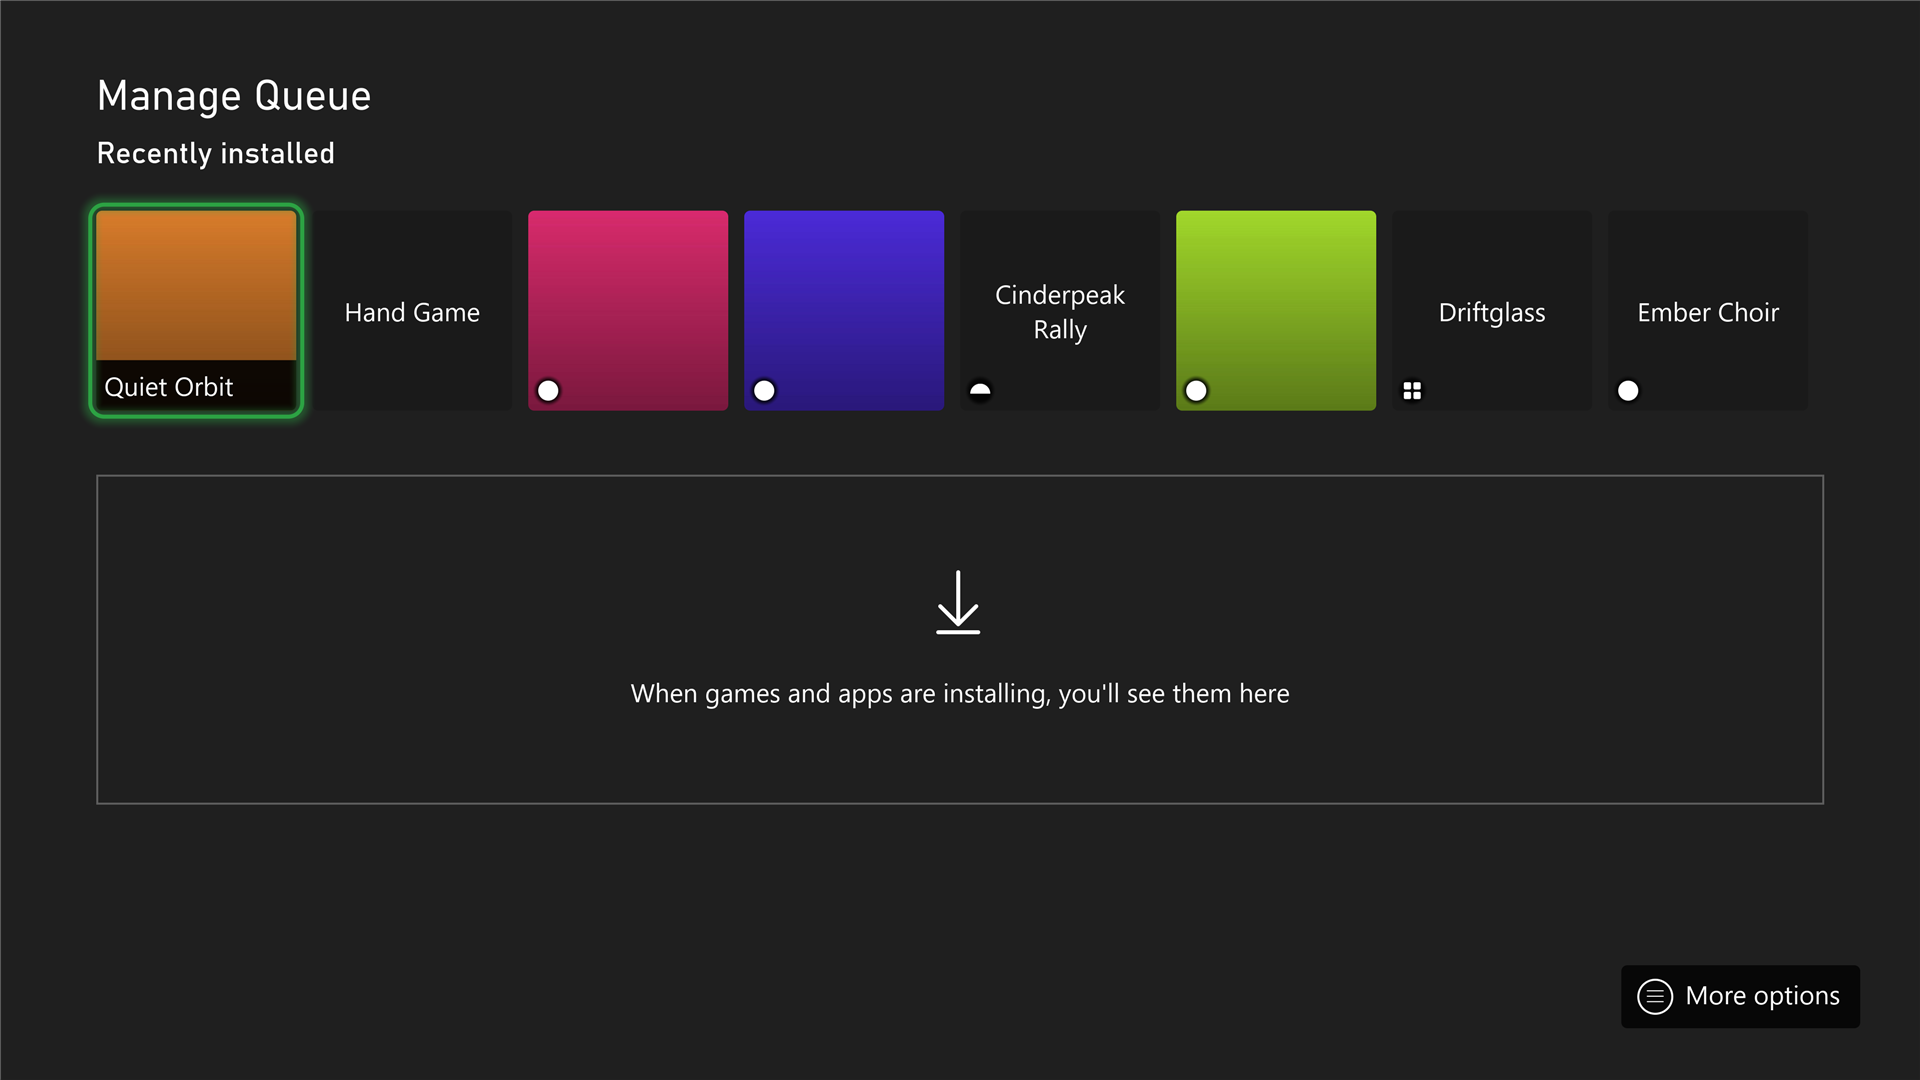 Manage Queue
Recently installed
Quiet Orbit
Hand Game
Cinderpeak
Rally
Driftglass
Ember Choir
When games and apps are installing, you'll see them here
More options